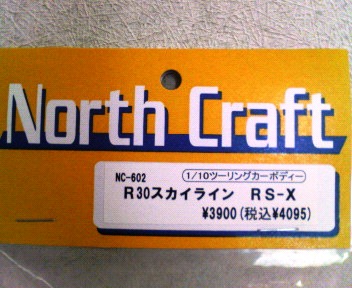 North Craft
NC-602 1/10ツーリングカーボディー
R30スカイライン RS-X
¥3900(税込¥4095)